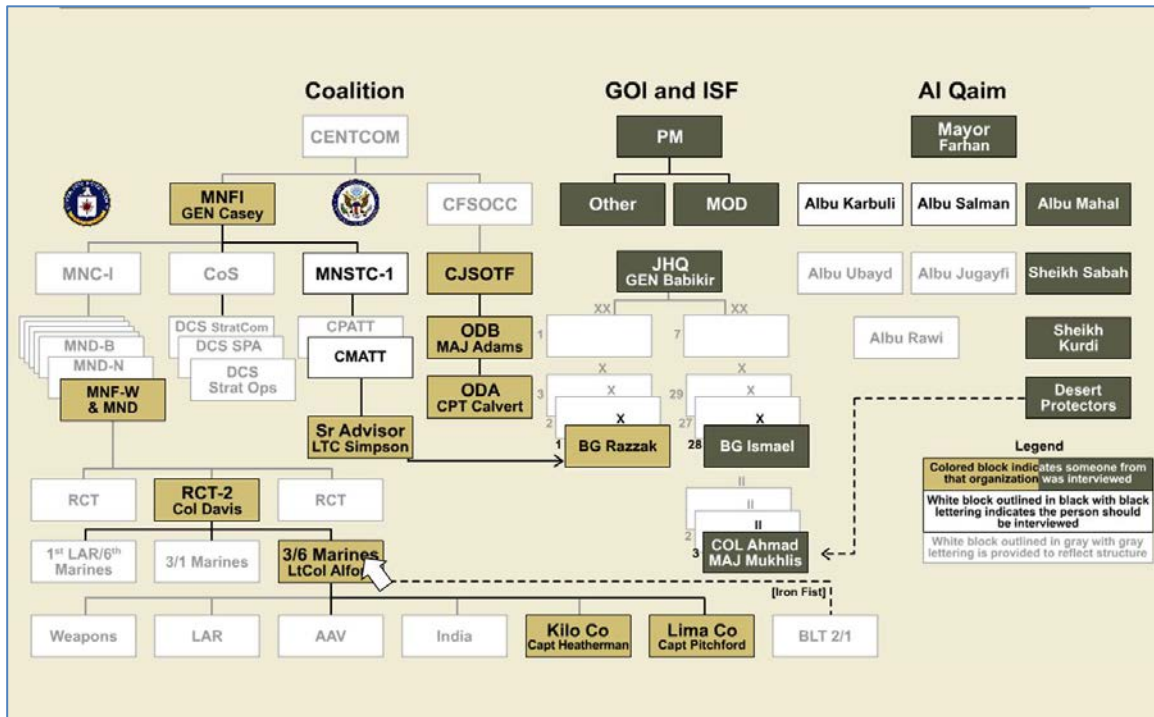 Coalition
GOI and ISF
Al Qaim
CENTCOM
PM
Mayor
Farhan
MNFI
GEN Casey
CFSOCC
Other
MOD
Albu Karbuli
Albu Salman
Albu Mahal
MNC-I
CoS
MNSTC-1
CJSOTF
JHQ
GEN Babikir
Albu Ubayd
Albu Jugayfi
Sheikh Sabah
MND-B
MND-N
MNF-W
& MND
DCS StratCom
DCS SPA
DCS
Strat Ops
CPATT
CMATT
ODB
MAJ Adams
XX
XX
1
7
Albu Rawi
Sheikh
Kurdi
ODA
CPT Calvert
X
X
X
X
X
X
3
2
1
29
27
28
Desert
Protectors
Sr Advisor
LTC Simpson
BG Razzak
BG Ismael
Legend
Colored block indicates someone from
that organization was interviewed
White block outlined in black with black
lettering indicates the person should
be interviewed
White block outlined in gray with gray
lettering is provided to reflect structure
RCT
RCT-2
Col Davis
RCT
II
II
II
2
3
COL Ahmad
MAJ Mukhlis
1st LAR/6th
Marines
3/1 Marines
3/6 Marines
LtCol Alfor
[Iron Fist]
Weapons
LAR
AAV
India
Kilo Co
Capt Heatherman
Lima Co
Capt Pitchford
BLT 2/1